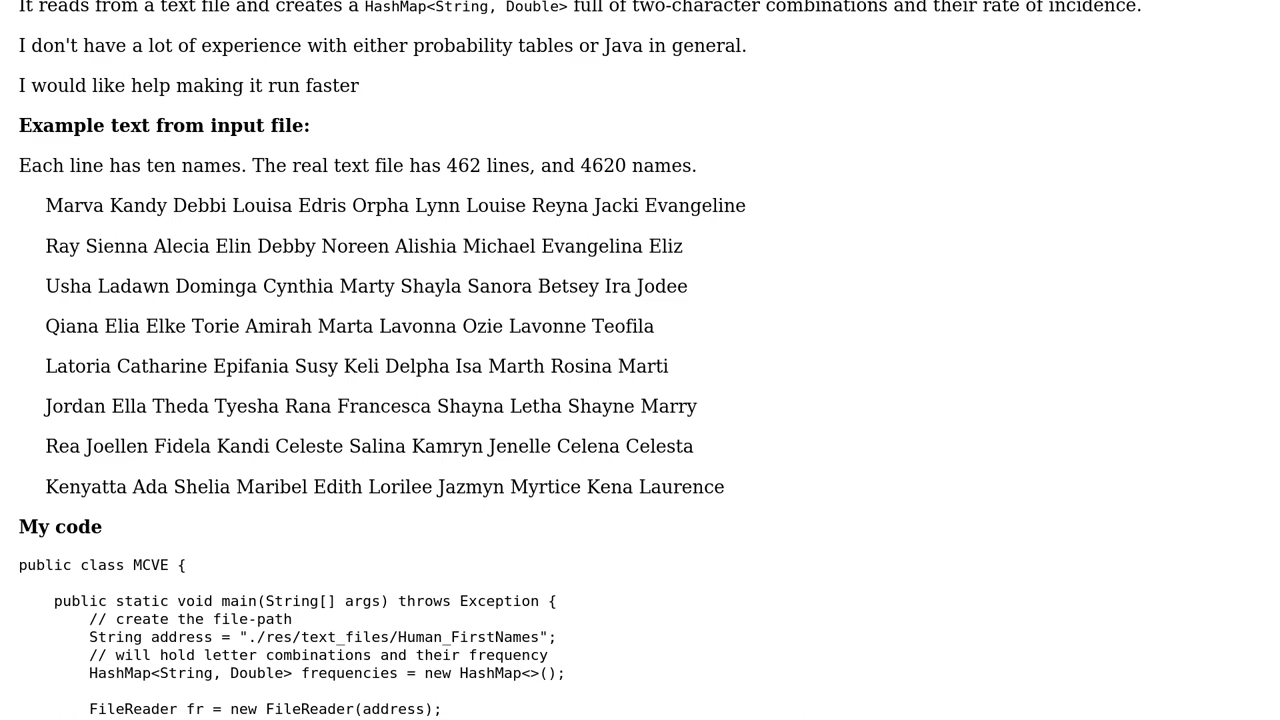 It reads from a text file and creates a HashMap<String, Double> full of two-character combinations and their rate of incidence.
I don't have a lot of experience with either probability tables or Java in general.
I would like help making it run faster
Example text from input file:
Each line has ten names. The real text file has 462 lines, and 4620 names.
Marva Kandy Debbi Louisa Edris Orpha Lynn Louise Reyna Jacki Evangeline
Ray Sienna Alecia Elin Debby Noreen Alishia Michael Evangelina Eliz
Usha Ladawn Dominga Cynthia Marty Shayla Sanora Betsey Ira Jodee
Qiana Elia Elke Torie Amirah Marta Lavonna Ozie Lavonne Teofila
Latoria Catharine Epifania Susy Keli Delpha Isa Marth Rosina Marti
Jordan Ella Theda Tyesha Rana Francesca Shayna Letha Shayne Marry
Rea Joellen Fidela Kandi Celeste Salina Kamryn Jenelle Celena Celesta
Kenyatta Ada Shelia Maribel Edith Lorilee Jazmyn Myrtice Kena Laurence
My code
public class MCVE {
public static void main(String[] args) throws Exception {
// create the file-path
String address = "./res/text_files/Human_FirstNames";
// will hold letter combinations and their frequency
HashMap<String, Double> frequencies = new HashMap<>();
FileReader fr = new FileReader(address);